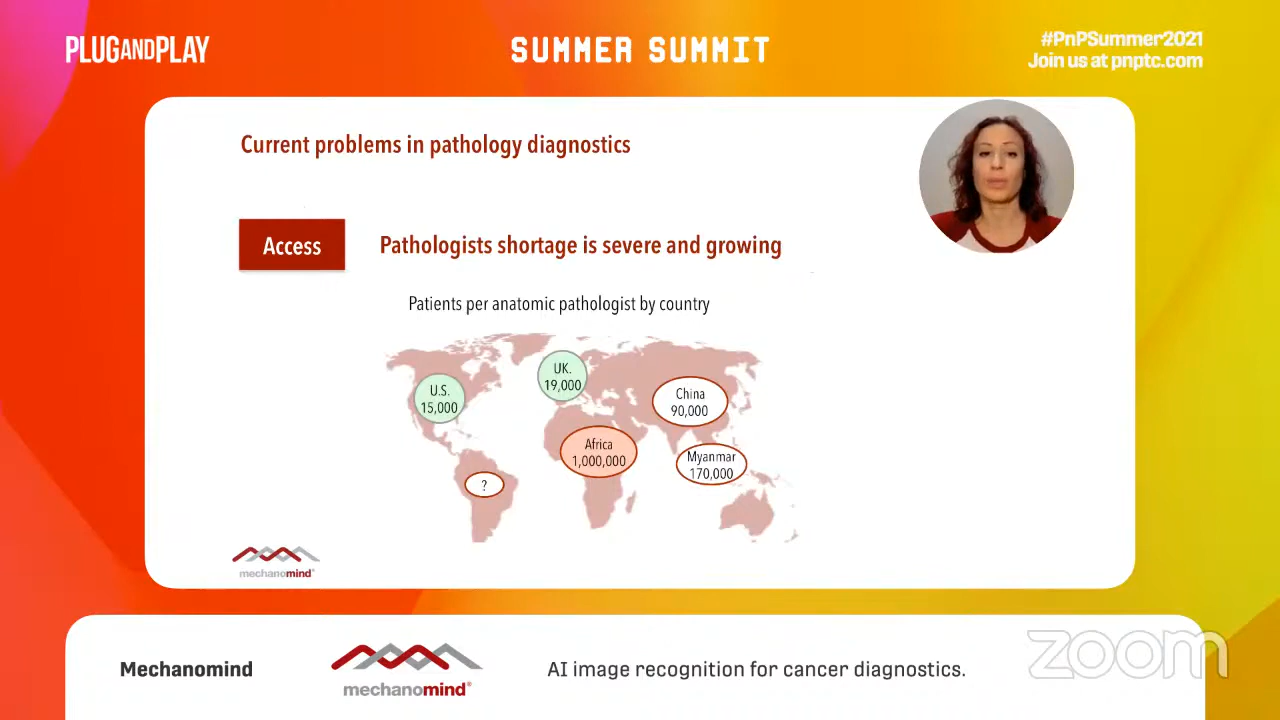 PLUGANDPLAY
SUMMER SUMMIT
#PnPSummer2021
Join us at pnptc.com
Current problems in pathology diagnostics
Access
Pathologists shortage is severe and growing
Patients per anatomic pathologist by country
U.S.
15,000
UK.
19,000
China
90,000
Africa
1,000,000
Myanmar
170,000
?
mechanomind®
Mechanomind
mechanomind®
AI image recognition for cancer diagnostics.
zoom